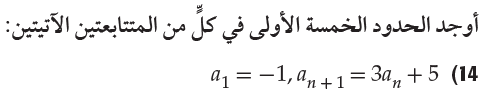 أوجد الحدود الخمسة الأولى في كلٍّ من المتتابعتين الآتيتين:
14) a₁ = −1, aₙ₊₁ = 3aₙ + 5